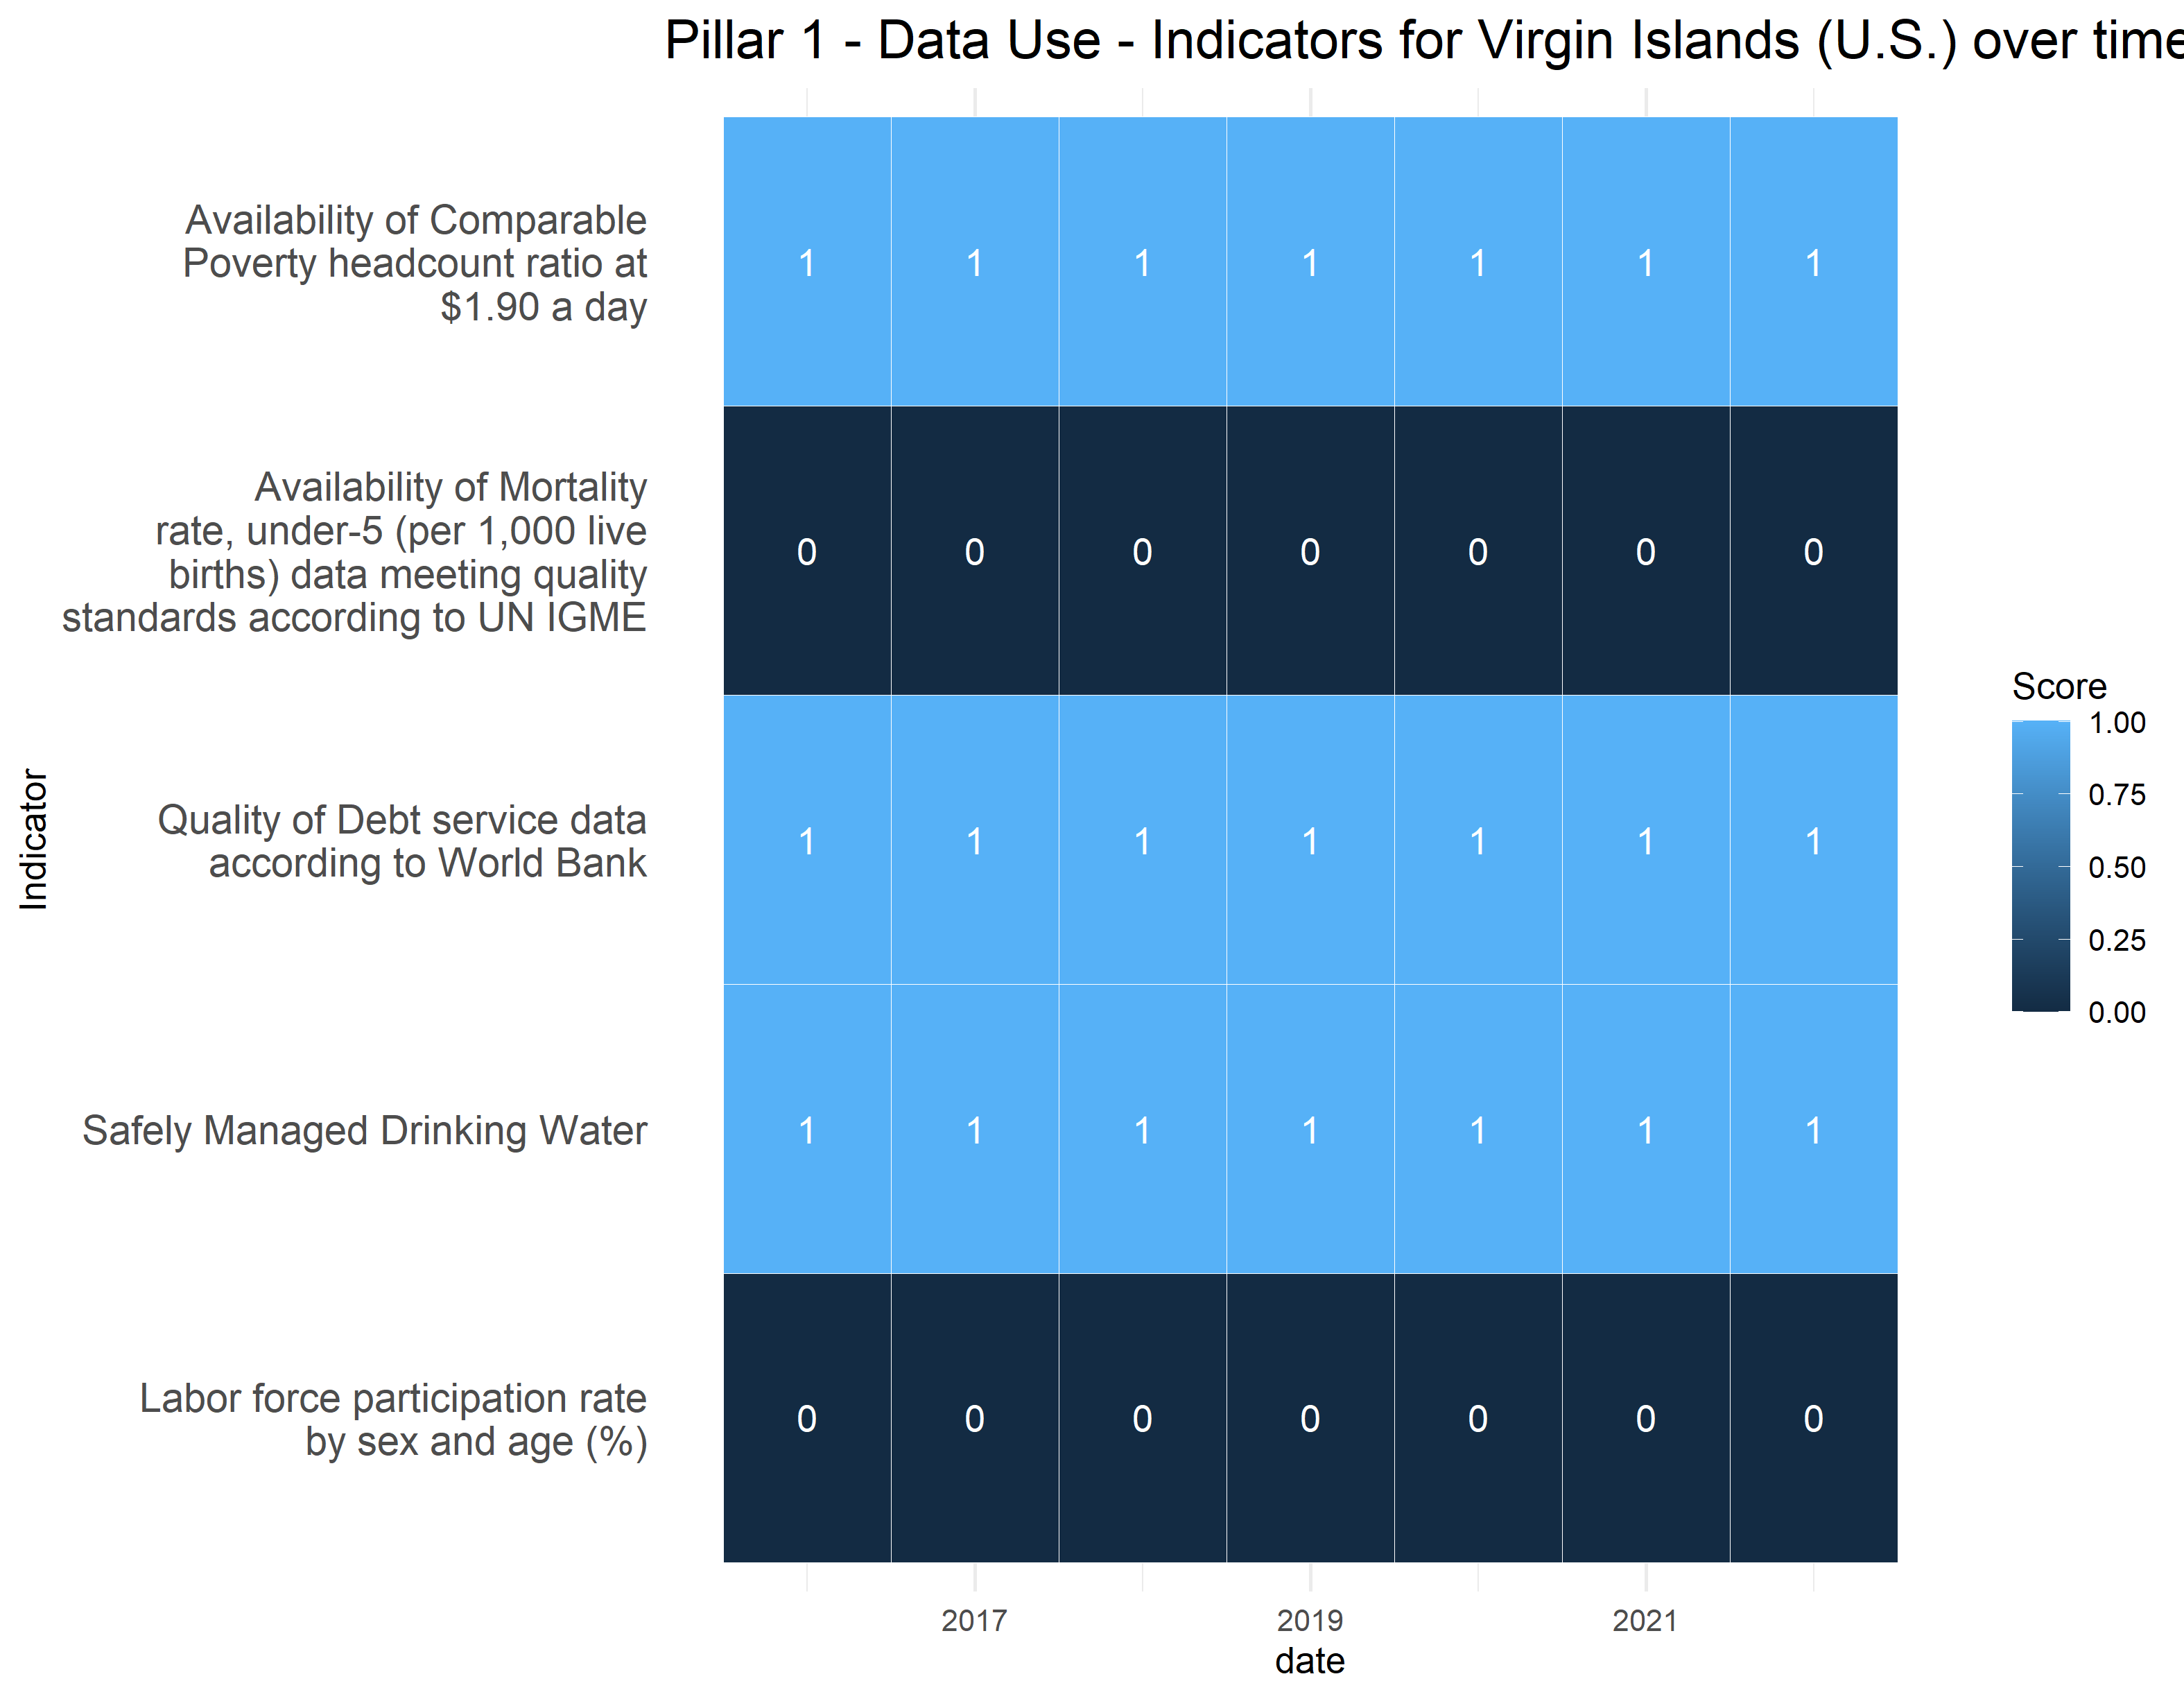 Pillar 1 - Data Use - Indicators for Virgin Islands (U.S.) over time
Availability of Comparable
Poverty headcount ratio at
$1.90 a day
1 1 1 1 1 1 1
Availability of Mortality
rate, under-5 (per 1,000 live
births) data meeting quality
standards according to UN IGME
0 0 0 0 0 0 0
Quality of Debt service data
according to World Bank
1 1 1 1 1 1 1
Safely Managed Drinking Water
1 1 1 1 1 1 1
Labor force participation rate
by sex and age (%)
0 0 0 0 0 0 0
Indicator
2017 2019 2021
date
Score
1.00
0.75
0.50
0.25
0.00